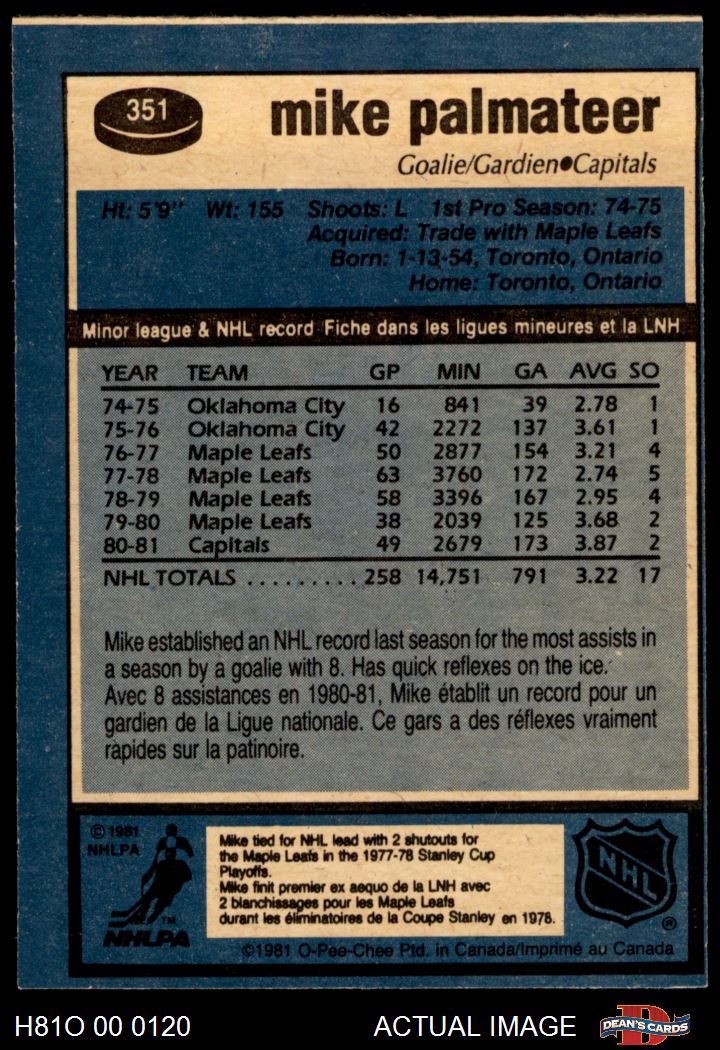 351
mike palmateer
Goalie/Gardien●Capitals
Ht: 5'9" Wt: 155 Shoots: L 1st Pro Season: 74-75
Acquired: Trade with Maple Leafs
Born: 1-13-54, Toronto, Ontario
Home: Toronto, Ontario
Minor league & NHL record Fiche dans les ligues mineures et la LNH
YEAR TEAM GP MIN GA AVG SO
74-75 Oklahoma City 16 841 39 2.78 1
75-76 Oklahoma City 42 2272 137 3.61 1
76-77 Maple Leafs 50 2877 154 3.21 4
77-78 Maple Leafs 63 3760 172 2.74 5
78-79 Maple Leafs 58 3396 167 2.95 4
79-80 Maple Leafs 38 2039 125 3.68 2
80-81 Capitals 49 2679 173 3.87 2
NHL TOTALS .......... 258 14,751 791 3.22 17
Mike established an NHL record last season for the most assists in
a season by a goalie with 8. Has quick reflexes on the ice.
Avec 8 assistances en 1980-81, Mike établit un record pour un
gardien de la Ligue nationale. Ce gars a des réflexes vraiment
rapides sur la patinoire.
©1981
NHLPA
TM
NHLPA
Mike tied for NHL lead with 2 shutouts for
the Maple Leafs in the 1977-78 Stanley Cup
Playoffs.
Mike finit premier ex aequo de la LNH avec
2 blanchissages pour les Maple Leafs
durant les éliminatoires de la Coupe Stanley en 1978.
NHL
®
©1981 O-Pee-Chee Ptd. in Canada/Imprimé au Canada
H81O 00 0120 ACTUAL IMAGE
D
DEAN'S CARDS